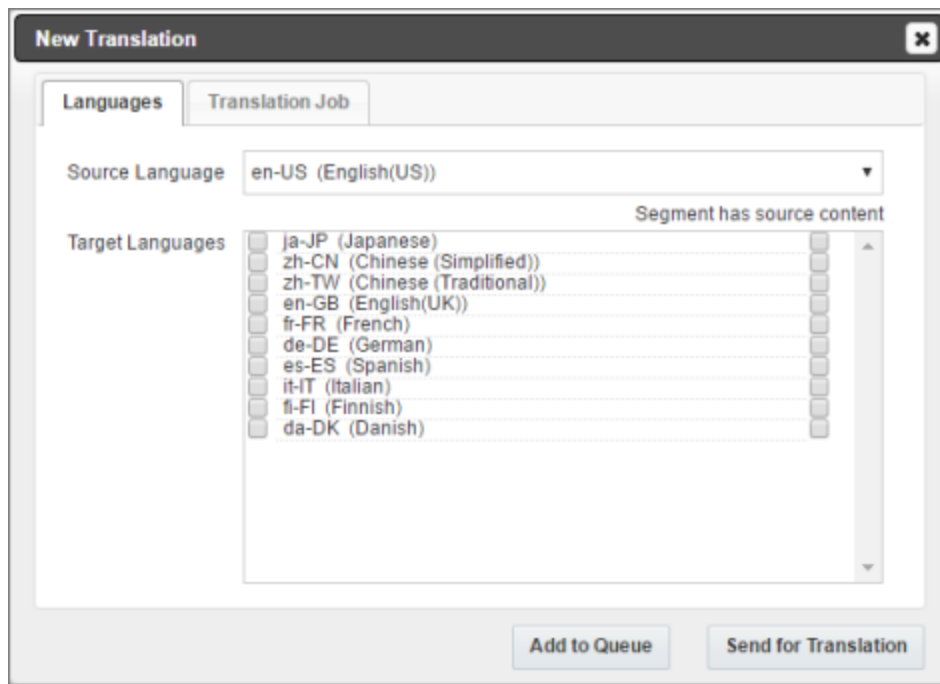 New Translation
Languages
Translation Job
Source Language
en-US (English(US))
Segment has source content
Target Languages
ja-JP (Japanese)
zh-CN (Chinese (Simplified))
zh-TW (Chinese (Traditional))
en-GB (English(UK))
fr-FR (French)
de-DE (German)
es-ES (Spanish)
it-IT (Italian)
fi-FI (Finnish)
da-DK (Danish)
Add to Queue
Send for Translation